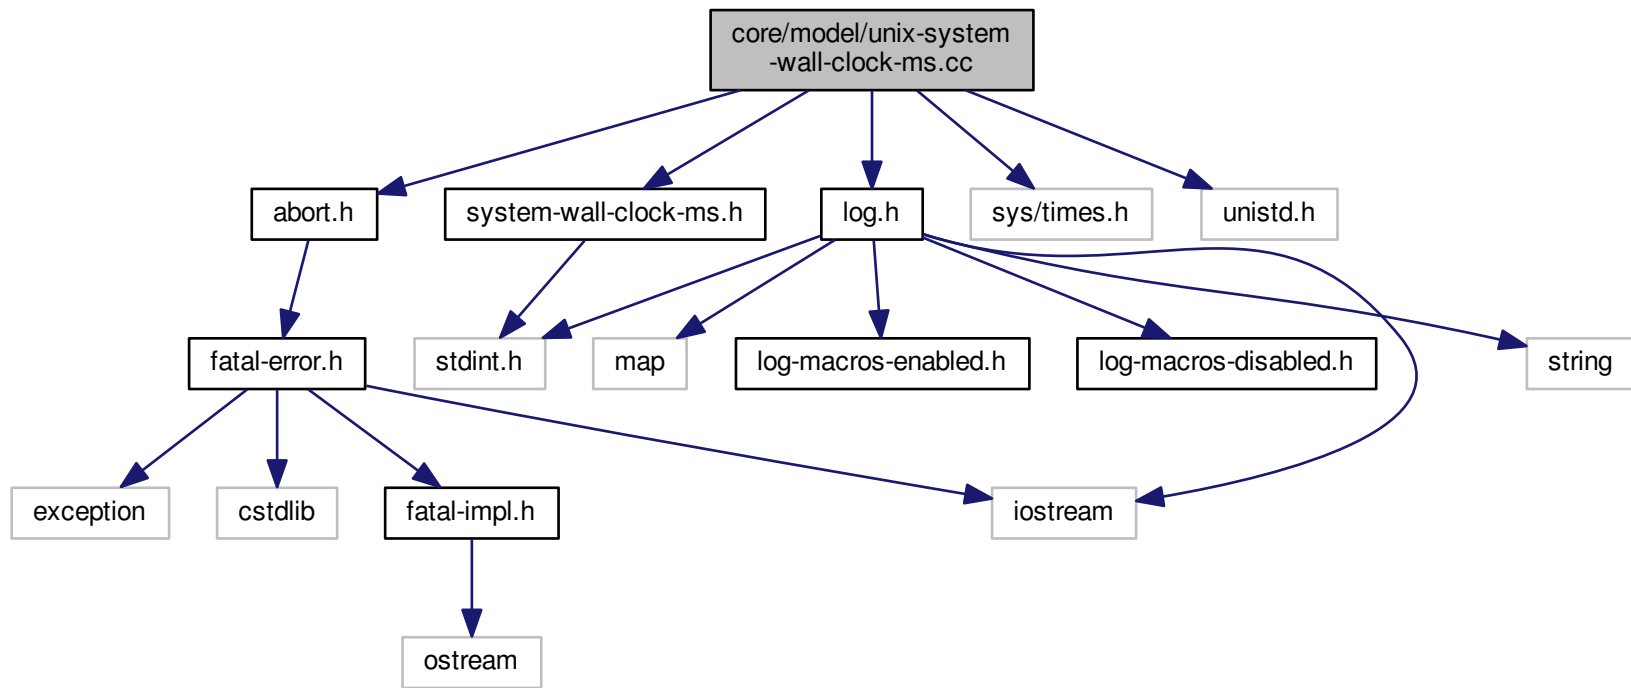 core/model/unix-system
-wall-clock-ms.cc
abort.h
system-wall-clock-ms.h
log.h
sys/times.h
unistd.h
fatal-error.h
stdint.h
map
log-macros-enabled.h
log-macros-disabled.h
string
exception
cstdlib
fatal-impl.h
iostream
ostream